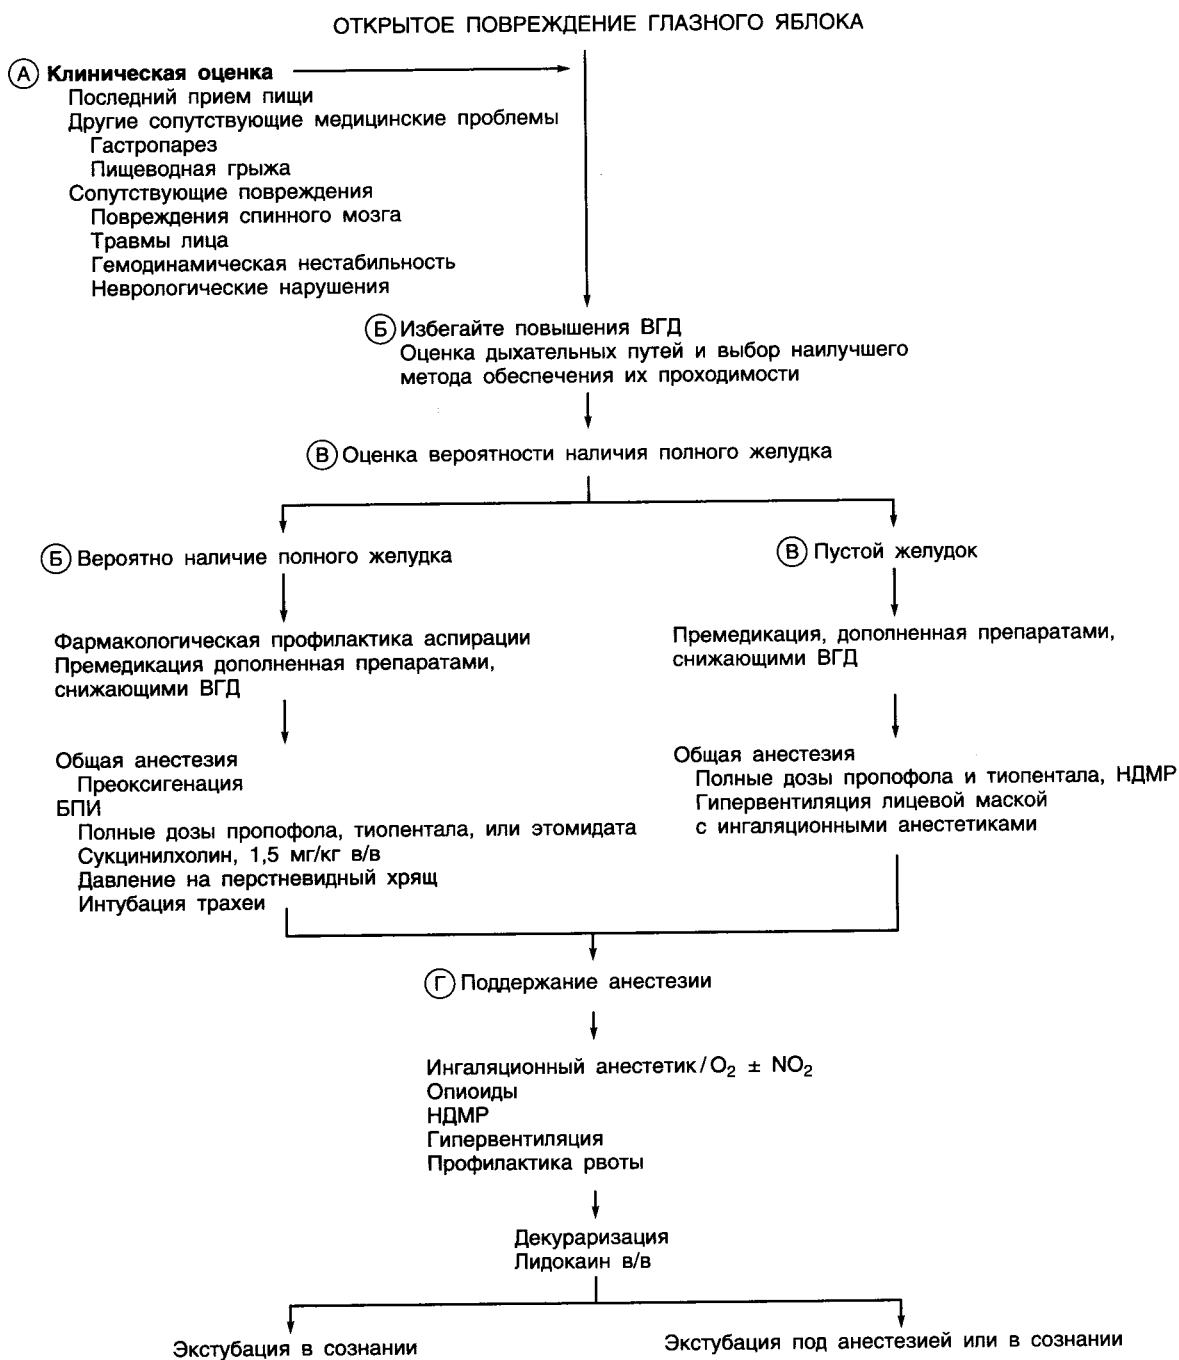 ОТКРЫТОЕ ПОВРЕЖДЕНИЕ ГЛАЗНОГО ЯБЛОКА
А Клиническая оценка
Последний прием пищи
Другие сопутствующие медицинские проблемы
Гастропарез
Пищеводная грыжа
Сопутствующие повреждения
Повреждения спинного мозга
Травмы лица
Гемодинамическая нестабильность
Неврологические нарушения
Б Избегайте повышения ВГД
Оценка дыхательных путей и выбор наилучшего
метода обеспечения их проходимости
В Оценка вероятности наличия полного желудка
Б Вероятно наличие полного желудка
Фармакологическая профилактика аспирации
Премедикация дополненная препаратами,
снижающими ВГД
Общая анестезия
Преоксигенация
БПИ
Полные дозы пропофола, тиопентала, или этомидата
Сукцинилхолин, 1,5 мг/кг в/в
Давление на перстневидный хрящ
Интубация трахеи
В Пустой желудок
Премедикация, дополненная препаратами,
снижающими ВГД
Общая анестезия
Полные дозы пропофола и тиопентала, НДМР
Гипервентиляция лицевой маской
с ингаляционными анестетиками
Г Поддержание анестезии
Ингаляционный анестетик/O₂ ± NO₂
Опиоиды
НДМР
Гипервентиляция
Профилактика рвоты
Декураризация
Лидокаин в/в
Экстубация в сознании
Экстубация под анестезией или в сознании